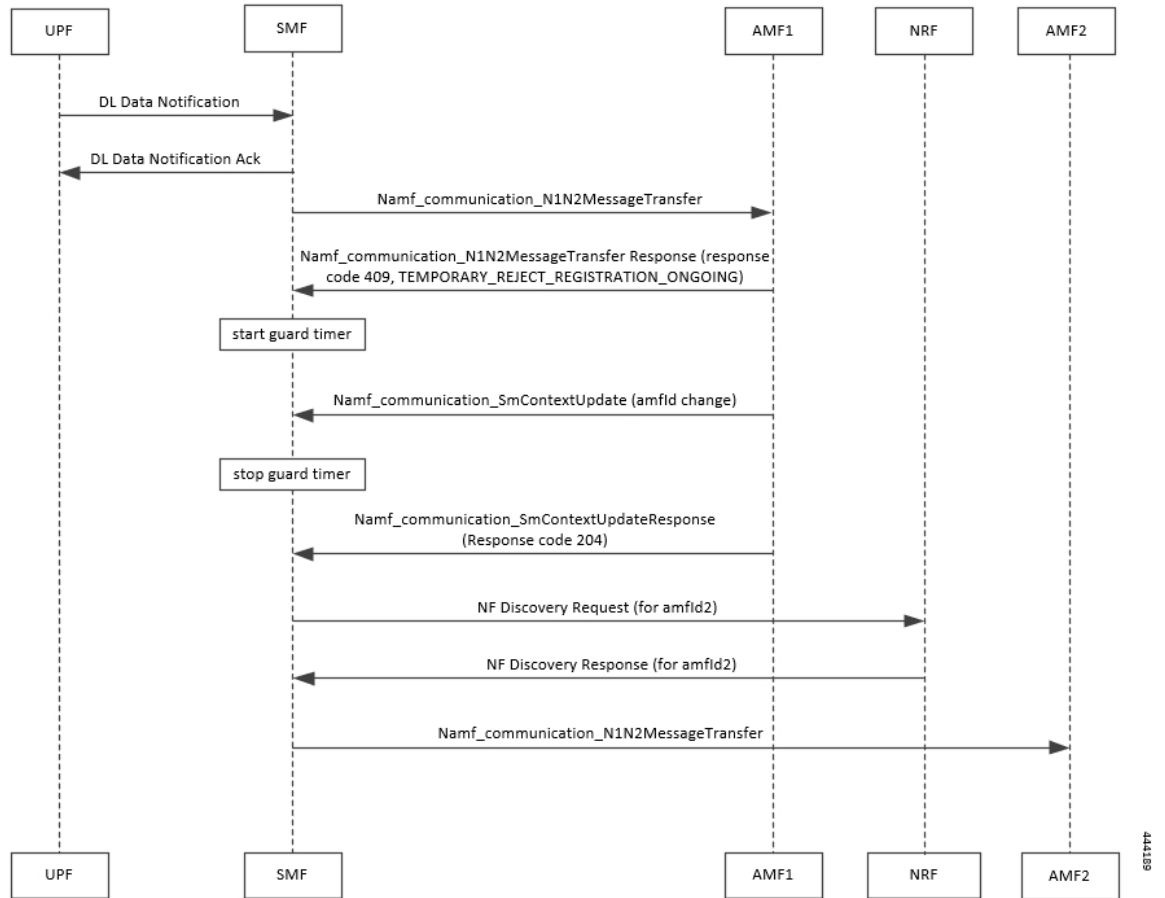 UPF
SMF
AMF1
NRF
AMF2
DL Data Notification
DL Data Notification Ack
Namf_communication_N1N2MessageTransfer
Namf_communication_N1N2MessageTransfer Response (response
code 409, TEMPORARY_REJECT_REGISTRATION_ONGOING)
start guard timer
Namf_communication_SmContextUpdate (amfId change)
stop guard timer
Namf_communication_SmContextUpdateResponse
(Response code 204)
NF Discovery Request (for amfId2)
NF Discovery Response (for amfId2)
Namf_communication_N1N2MessageTransfer
UPF
SMF
AMF1
NRF
AMF2
444189